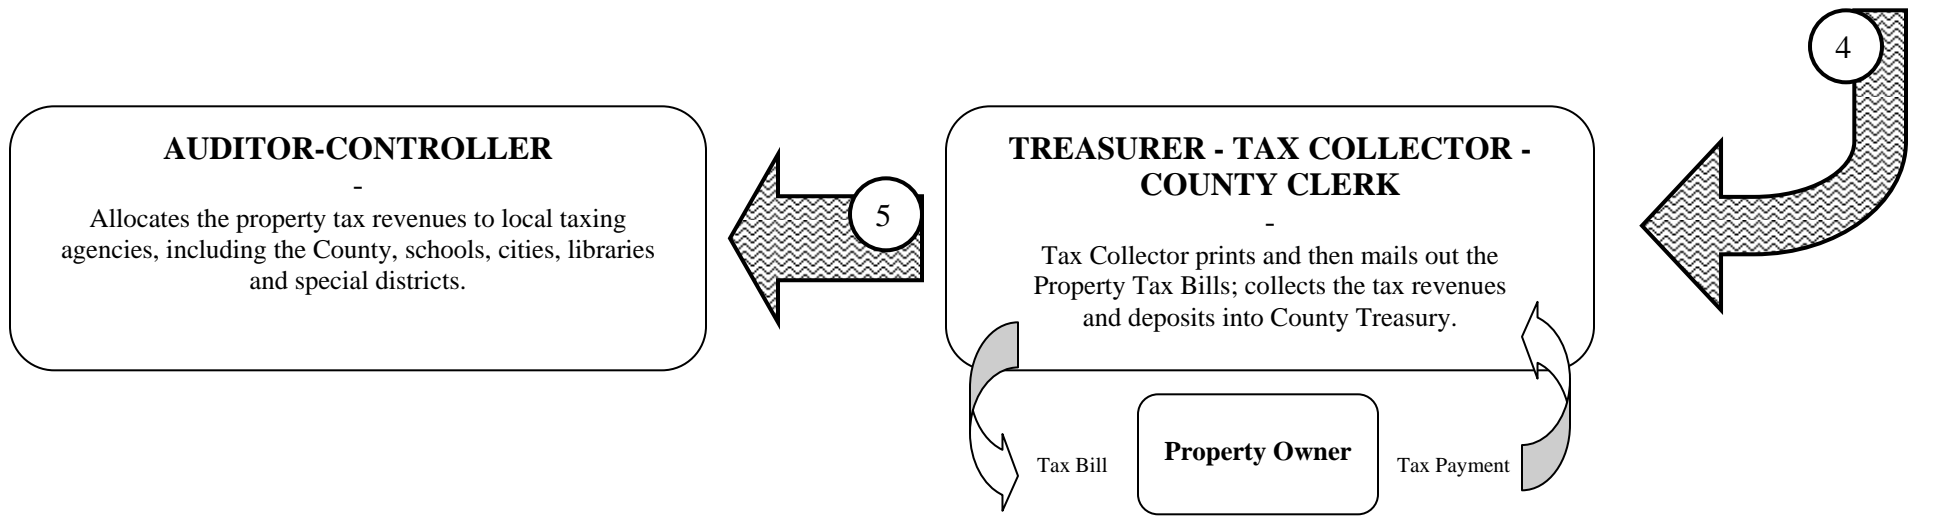 4
AUDITOR-CONTROLLER
-
Allocates the property tax revenues to local taxing
agencies, including the County, schools, cities, libraries
and special districts.
5
TREASURER - TAX COLLECTOR -
COUNTY CLERK
-
Tax Collector prints and then mails out the
Property Tax Bills; collects the tax revenues
and deposits into County Treasury.
Tax Bill
Property Owner
Tax Payment